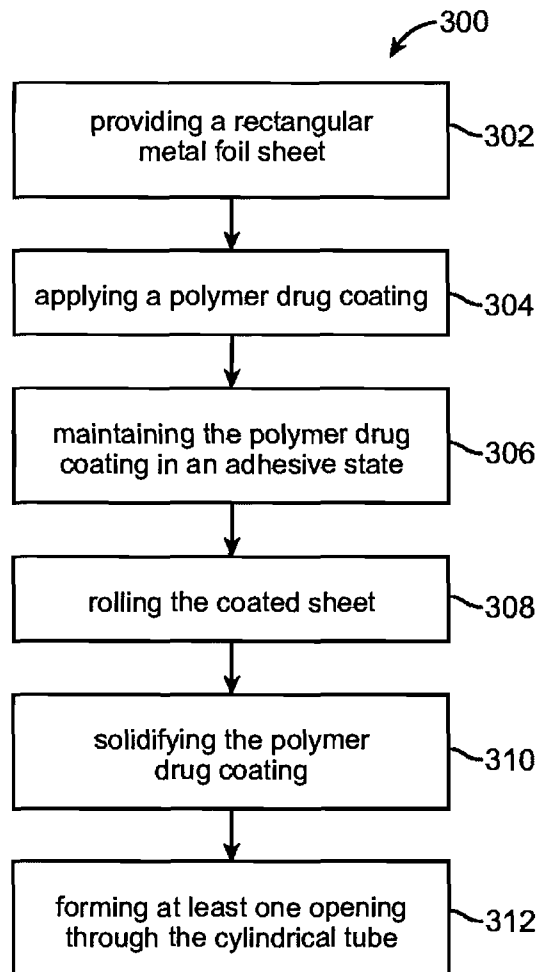 300
providing a rectangular
metal foil sheet
302
applying a polymer drug coating
304
maintaining the polymer drug
coating in an adhesive state
306
rolling the coated sheet
308
solidifying the polymer
drug coating
310
forming at least one opening
through the cylindrical tube
312